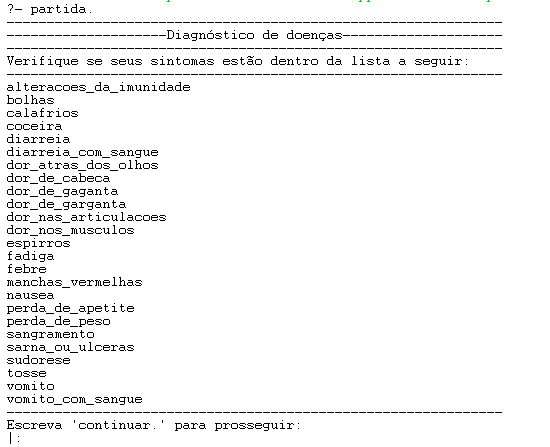 ?- partida.
--------------------------------------------------------------
--------------------Diagnóstico de doenças--------------------
--------------------------------------------------------------
Verifique se seus sintomas estão dentro da lista a seguir:
--------------------------------------------------------------
alteracoes_da_imunidade
bolhas
calafrios
coceira
diarreia
diarreia_com_sangue
dor_atras_dos_olhos
dor_de_cabeca
dor_de_gaganta
dor_de_garganta
dor_nas_articulacoes
dor_nos_musculos
espirros
fadiga
febre
manchas_vermelhas
nausea
perda_de_apetite
perda_de_peso
sangramento
sarna_ou_ulceras
sudorese
tosse
vomito
vomito_com_sangue
--------------------------------------------------------------
Escreva 'continuar.' para prosseguir:
|: